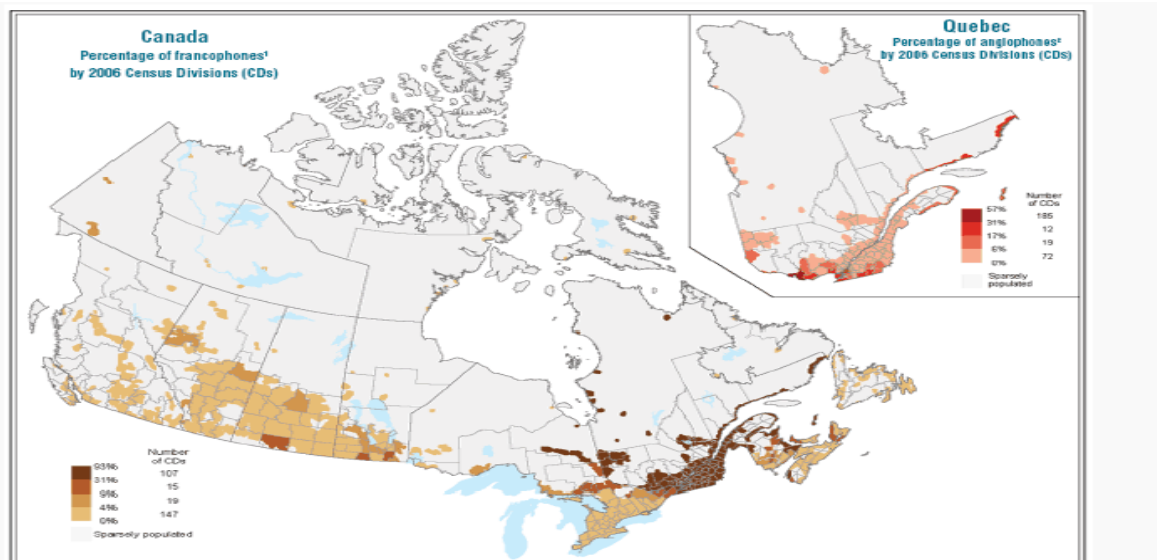 Canada
Percentage of francophones¹
by 2006 Census Divisions (CDs)
Quebec
Percentage of anglophones²
by 2006 Census Divisions (CDs)
Number
of CDs
57%
185
31%
12
17%
19
6%
72
0%
Sparsely
populated
Number
of CDs
93%
107
31%
15
9%
19
4%
147
0%
Sparsely populated